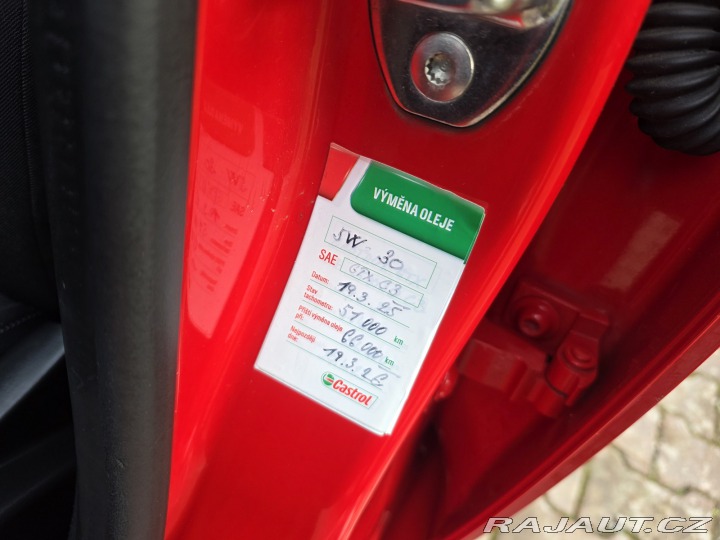 VÝMĚNA OLEJE
5W 30
SAE GTX C3
Datum: 19.3.25
Stav
tachometru: 51 000 km
Příští výměna oleje
při: 66 000 km
Nejpozději
dne: 19.3.26
Castrol
RAJAUT.CZ